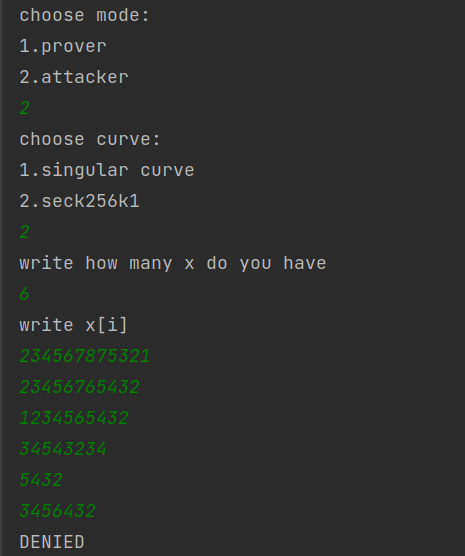 choose mode:
1.prover
2.attacker
2
choose curve:
1.singular curve
2.seck256k1
2
write how many x do you have
6
write x[i]
234567875321
23456765432
1234565432
34543234
5432
3456432
DENIED